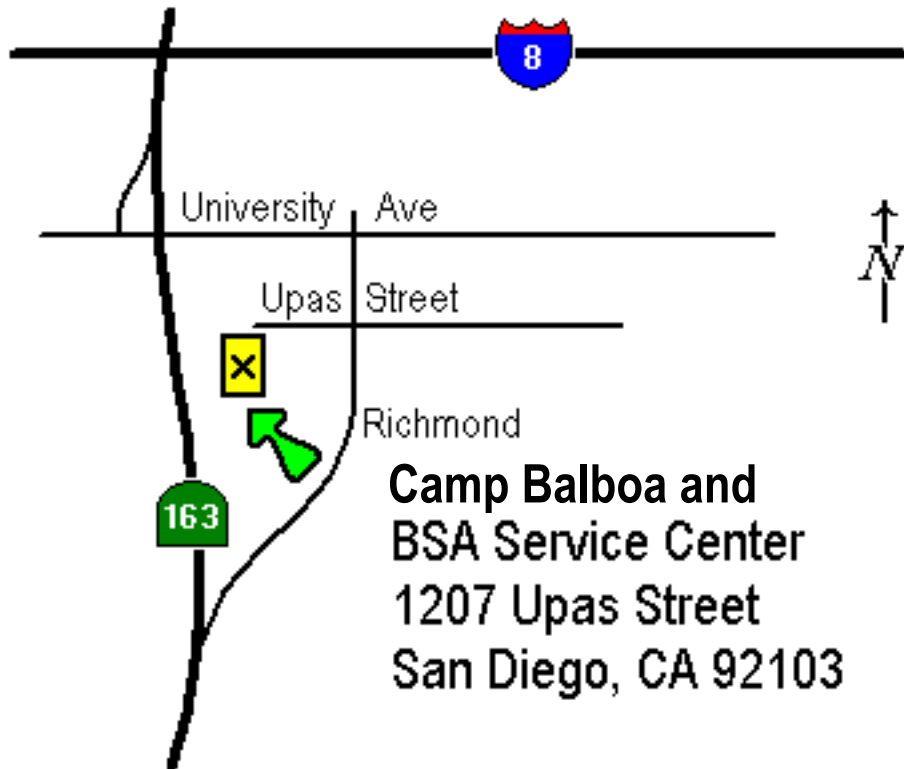 8
University Ave
N
Upas Street
X
Richmond
163
Camp Balboa and
BSA Service Center
1207 Upas Street
San Diego, CA 92103